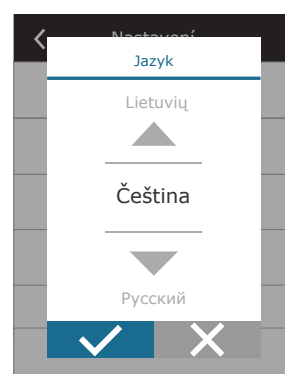 Nastavení
Jazyk
Lietuvių
Čeština
Русский